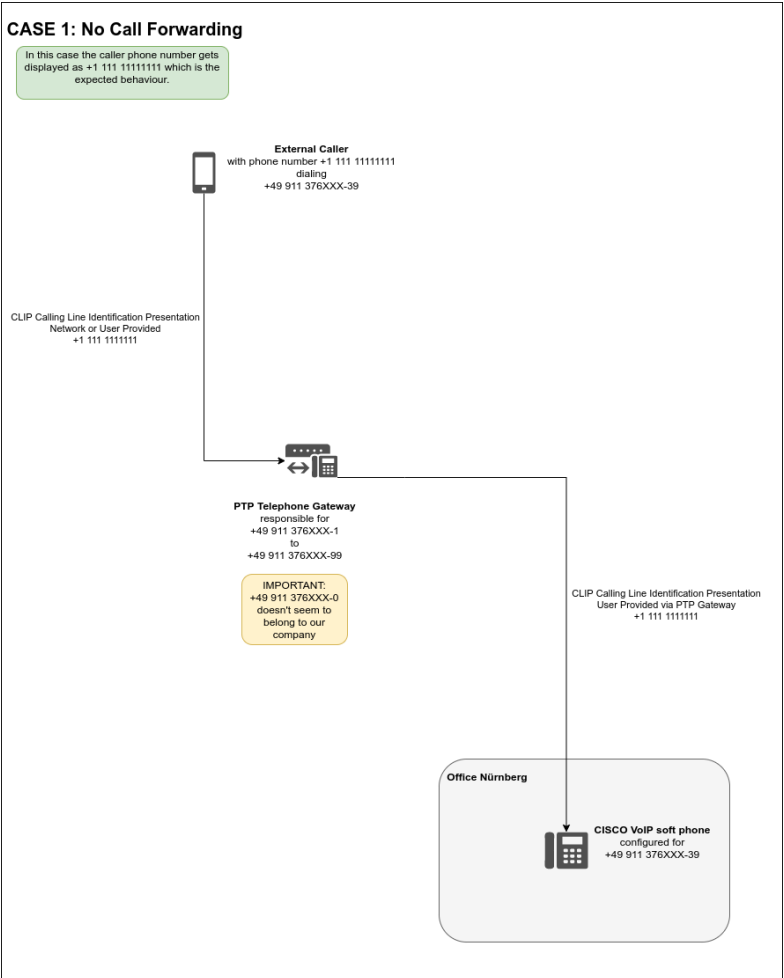 CASE 1: No Call Forwarding
In this case the caller phone number gets
displayed as +1 111 11111111 which is the
expected behaviour.
External Caller
with phone number +1 111 11111111
dialing
+49 911 376XXX-39
CLIP Calling Line Identification Presentation
Network or User Provided
+1 111 1111111
PTP Telephone Gateway
responsible for
+49 911 376XXX-1
to
+49 911 376XXX-99
IMPORTANT:
+49 911 376XXX-0
doesn't seem to
belong to our
company
CLIP Calling Line Identification Presentation
User Provided via PTP Gateway
+1 111 1111111
Office Nürnberg
CISCO VoIP soft phone
configured for
+49 911 376XXX-39